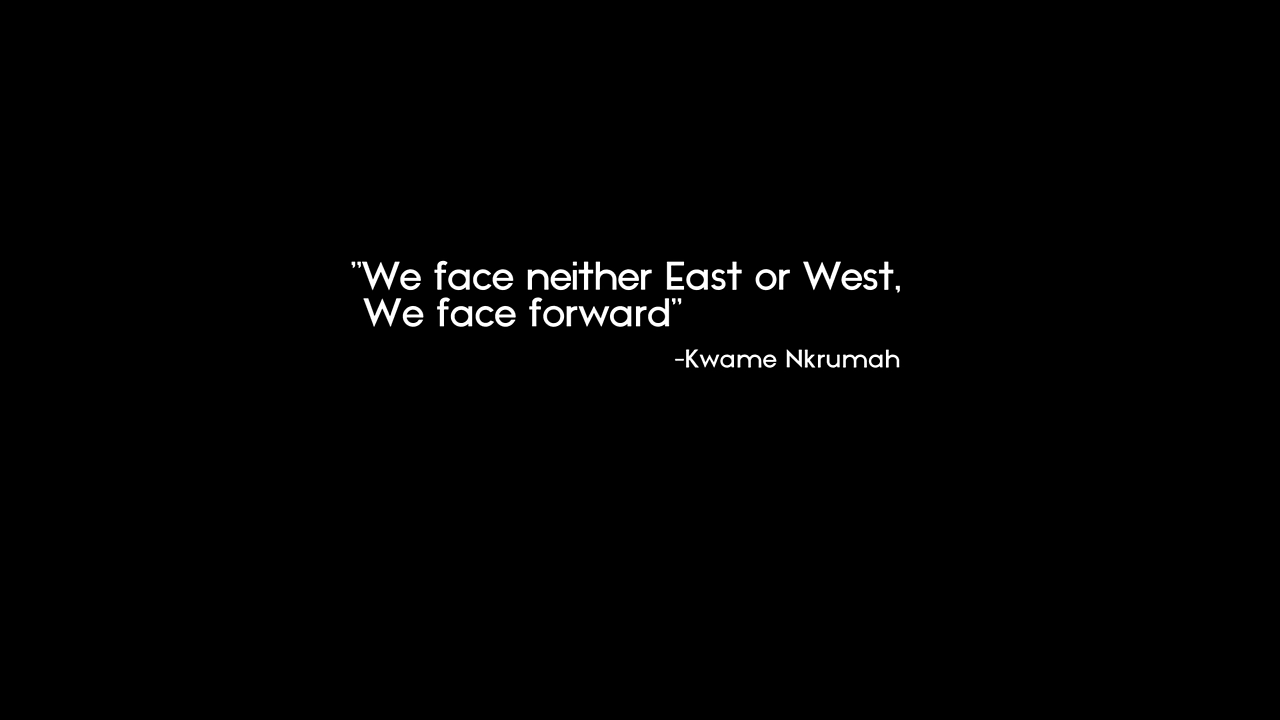 ”We face neither East or West,
We face forward”
-Kwame Nkrumah